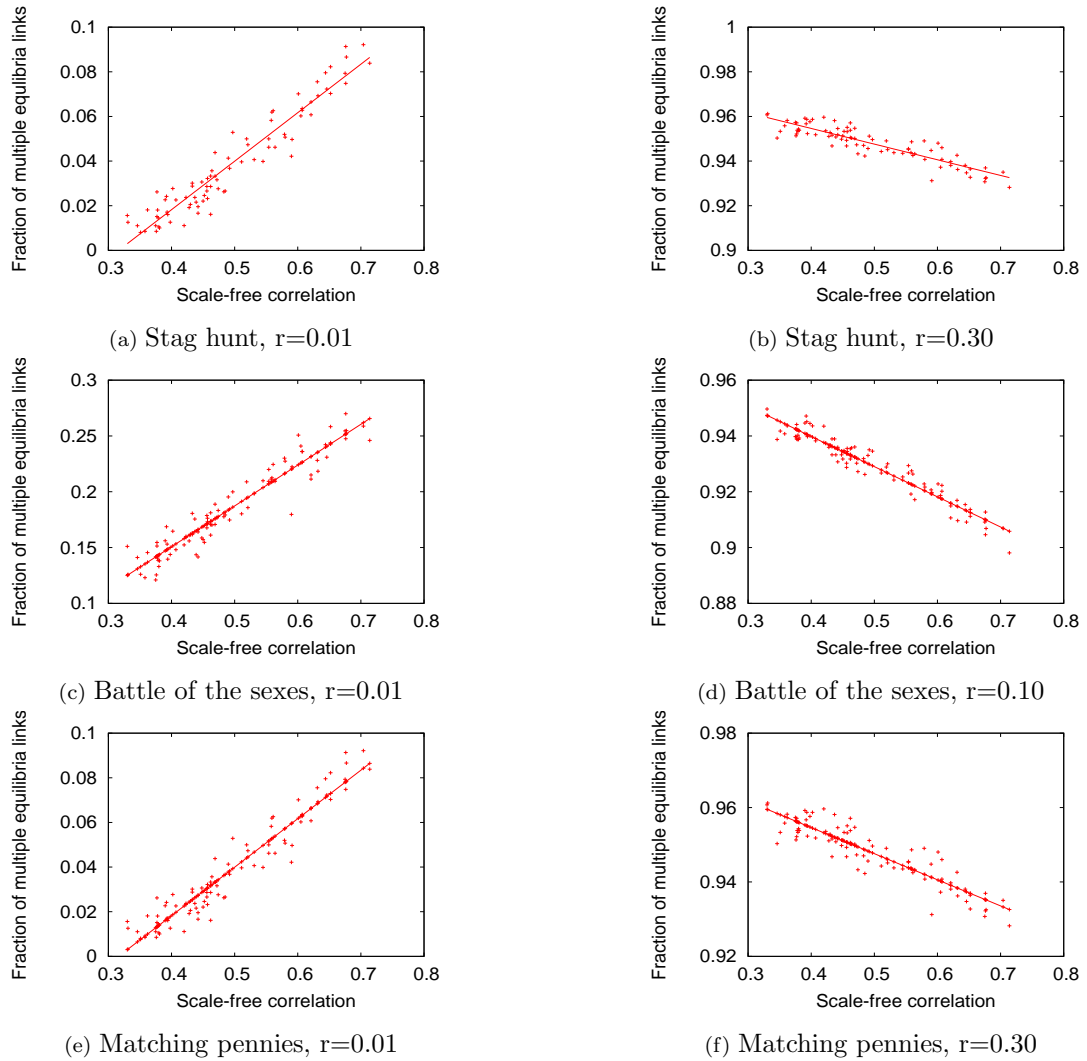 Fraction of multiple equlibria links
0.1
0.08
0.06
0.04
0.02
0
0.3 0.4 0.5 0.6 0.7 0.8
Scale-free correlation
(a) Stag hunt, r=0.01
Fraction of multiple equlibria links
1
0.98
0.96
0.94
0.92
0.9
0.3 0.4 0.5 0.6 0.7 0.8
Scale-free correlation
(b) Stag hunt, r=0.30
Fraction of multiple equilibria links
0.3
0.25
0.2
0.15
0.1
0.3 0.4 0.5 0.6 0.7 0.8
Scale-free correlation
(c) Battle of the sexes, r=0.01
Fraction of multiple equilibria links
0.96
0.94
0.92
0.9
0.88
0.3 0.4 0.5 0.6 0.7 0.8
Scale-free correlation
(d) Battle of the sexes, r=0.10
Fraction of multiple equilibria links
0.1
0.08
0.06
0.04
0.02
0
0.3 0.4 0.5 0.6 0.7 0.8
Scale-free correlation
(e) Matching pennies, r=0.01
Fraction of multiple equilibria links
0.98
0.96
0.94
0.92
0.3 0.4 0.5 0.6 0.7 0.8
Scale-free correlation
(f) Matching pennies, r=0.30